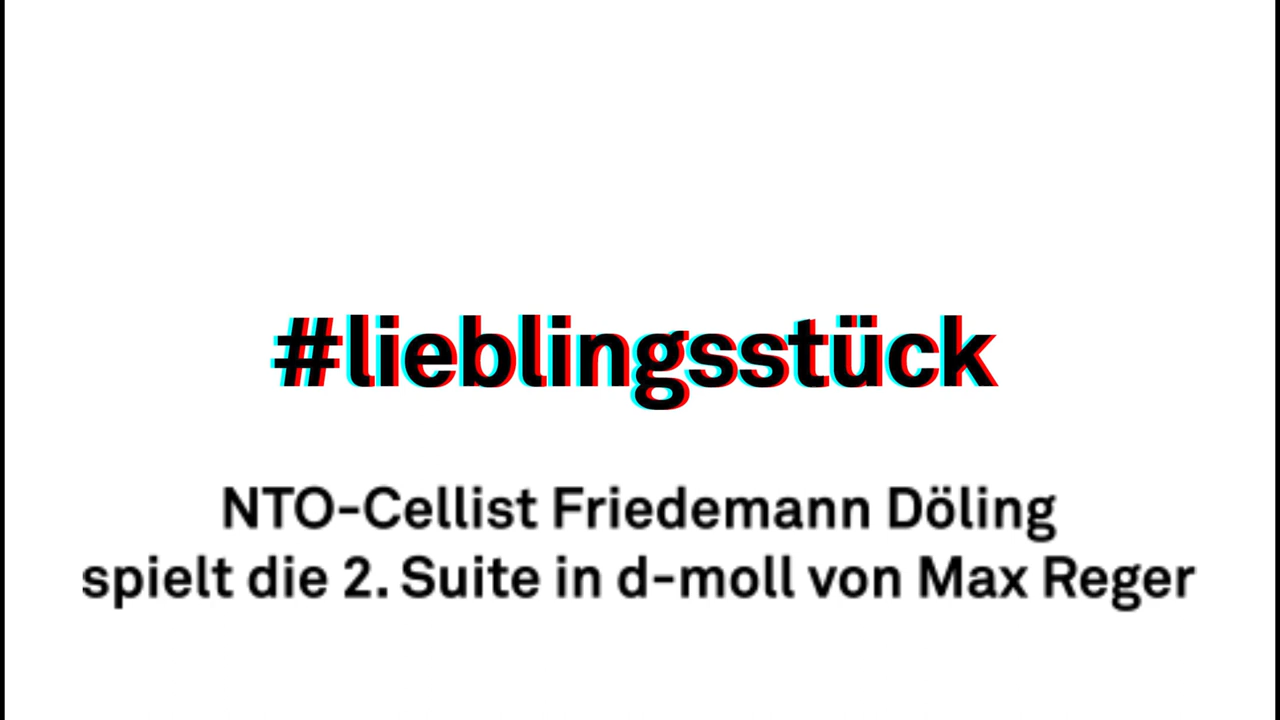 #lieblingsstück
NTO-Cellist Friedemann Döling
spielt die 2. Suite in d-moll von Max Reger